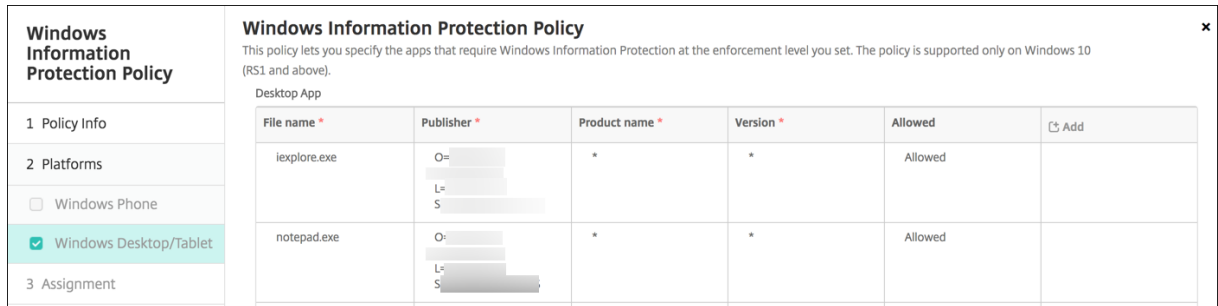 Windows
Information
Protection Policy
1 Policy Info
2 Platforms
Windows Phone
Windows Desktop/Tablet
3 Assignment
Windows Information Protection Policy
This policy lets you specify the apps that require Windows Information Protection at the enforcement level you set. The policy is supported only on Windows 10
(RS1 and above).
Desktop App
File name * Publisher * Product name * Version * Allowed Add
iexplore.exe O= * * Allowed
L=
S
notepad.exe O= * * Allowed
L=
S